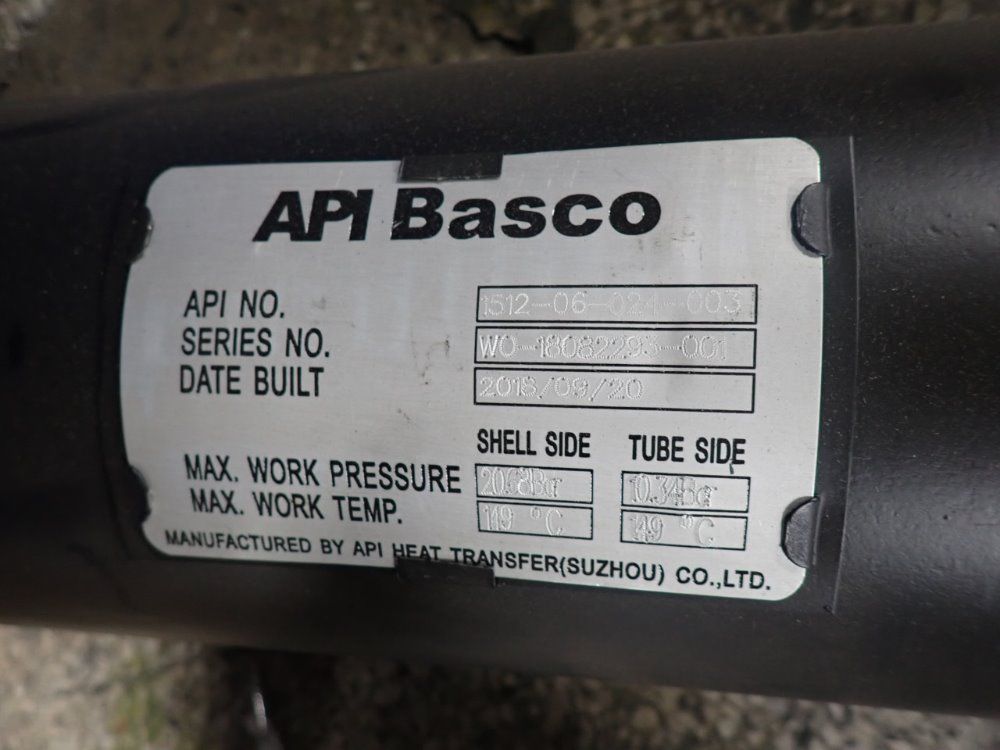 API Basco
API NO. 1512-06-024-003
SERIES NO. WO-18082293-001
DATE BUILT 2018/09/20
SHELL SIDE TUBE SIDE
MAX. WORK PRESSURE 20.68Bar 10.34Bar
MAX. WORK TEMP. 149 °C 149 °C
MANUFACTURED BY API HEAT TRANSFER(SUZHOU) CO.,LTD.